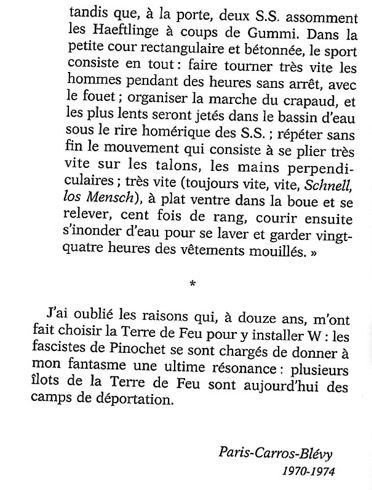 tandis que, à la porte, deux S.S. assomment
les Haeftlinge à coups de Gummi. Dans la
petite cour rectangulaire et bétonnée, le sport
consiste en tout : faire tourner très vite les
hommes pendant des heures sans arrêt, avec
le fouet ; organiser la marche du crapaud, et
les plus lents seront jetés dans le bassin d'eau
sous le rire homérique des S.S. ; répéter sans
fin le mouvement qui consiste à se plier très
vite sur les talons, les mains perpendi-
culaires ; très vite (toujours vite, vite, Schnell,
los Mensch), à plat ventre dans la boue et se
relever, cent fois de rang, courir ensuite
s'inonder d'eau pour se laver et garder vingt-
quatre heures des vêtements mouillés. »
*
J'ai oublié les raisons qui, à douze ans, m'ont
fait choisir la Terre de Feu pour y installer W : les
fascistes de Pinochet se sont chargés de donner à
mon fantasme une ultime résonance : plusieurs
îlots de la Terre de Feu sont aujourd'hui des
camps de déportation.
Paris-Carros-Blévy
1970-1974